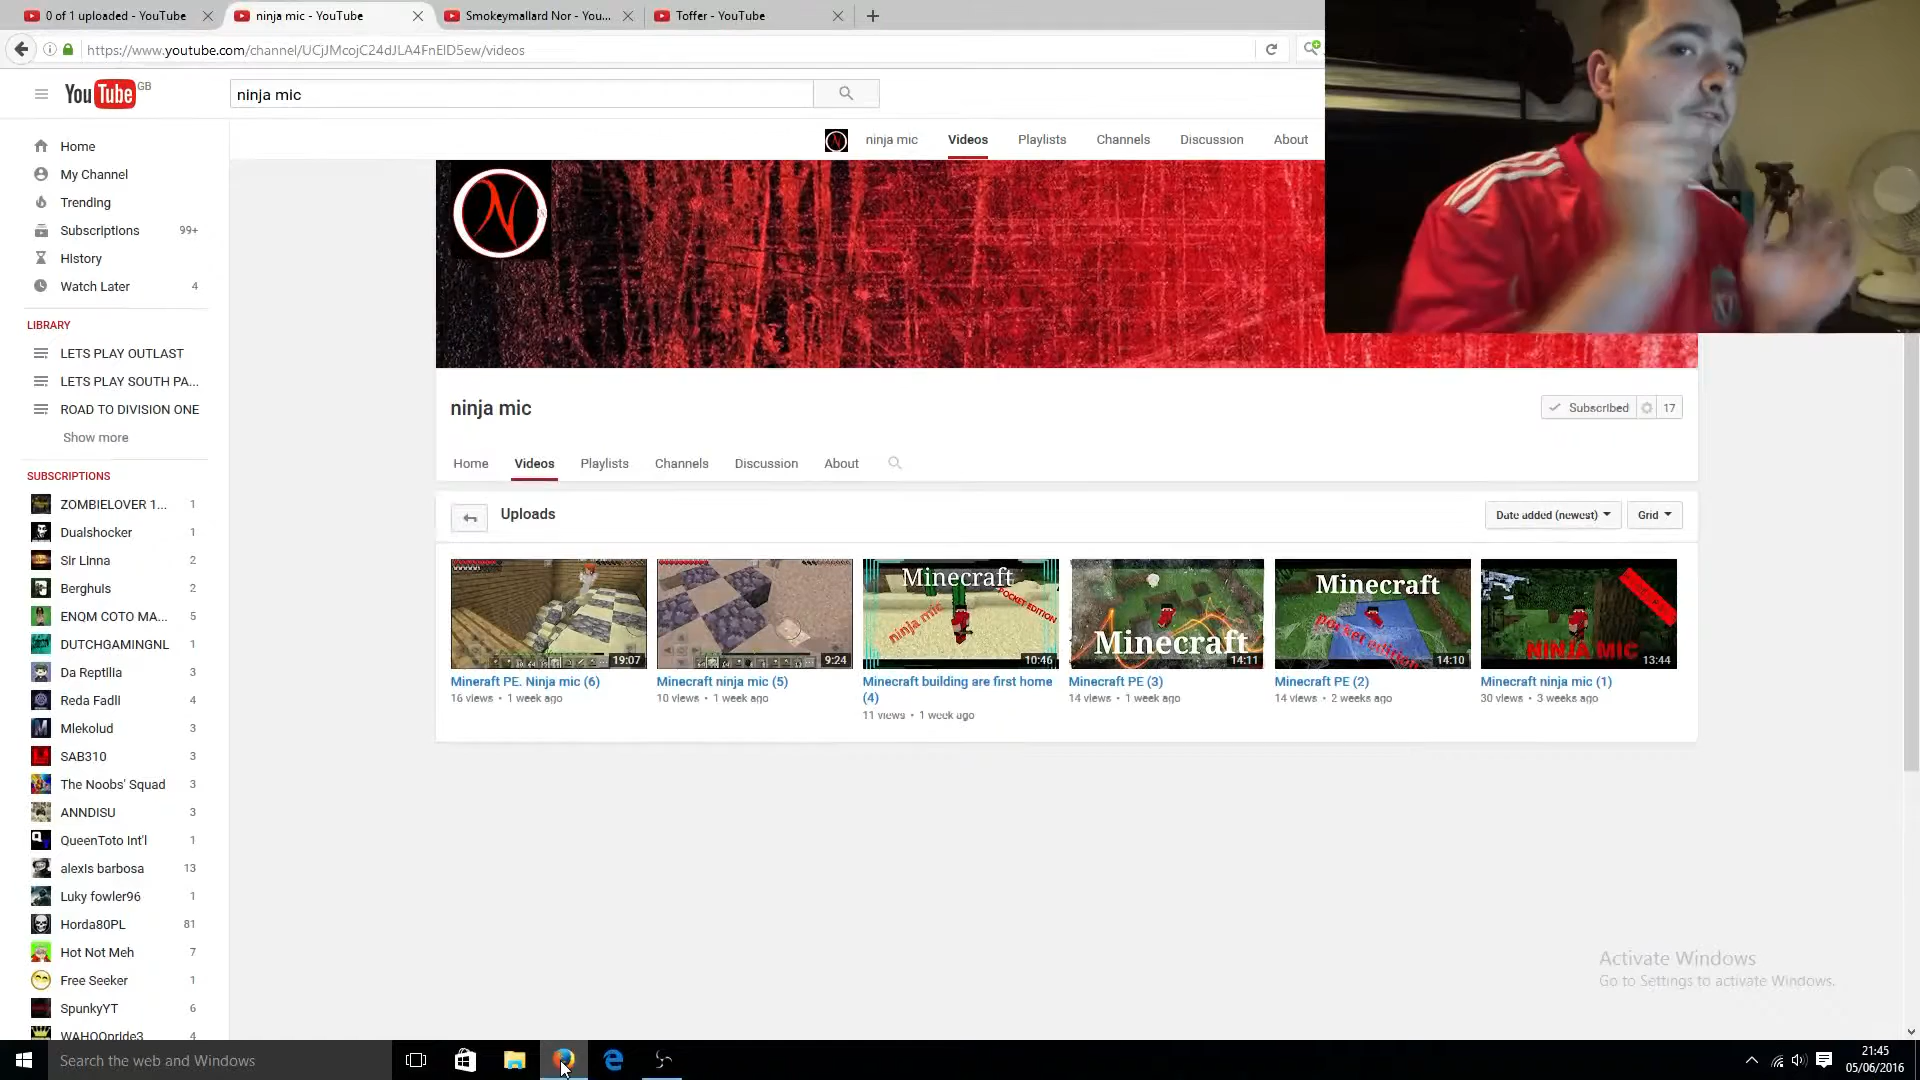 0 of 1 uploaded - YouTube
ninja mic - YouTube
Smokeymallard Nor - You...
Toffer - YouTube
https://www.youtube.com/channel/UCjJMcojC24dJLA4FnElD5ew/videos
YouTube GB
ninja mic
ninja mic Videos Playlists Channels Discussion About
Home
My Channel
Trending
Subscriptions 99+
History
Watch Later 4
LIBRARY
LETS PLAY OUTLAST
LETS PLAY SOUTH PA...
ROAD TO DIVISION ONE
Show more
SUBSCRIPTIONS
ZOMBIELOVER 1... 1
Dualshocker 1
Sir Linna 2
Berghuis 2
ENQM COTO MA... 5
DUTCHGAMINGNL 1
Da Reptilia 3
Reda Fadil 4
Mlekolud 3
SAB310 3
The Noobs' Squad 3
ANNDISU 3
QueenToto Int'l 1
alexis barbosa 13
Luky fowler96 1
Horda80PL 81
Hot Not Meh 7
Free Seeker 1
SpunkyYT 6
WAHOOpride3 4
N
ninja mic
Subscribed 17
Home Videos Playlists Channels Discussion About
Uploads
Date added (newest) Grid
19:07
Minecraft PE. Ninja mic (6)
16 views • 1 week ago
9:24
Minecraft ninja mic (5)
10 views • 1 week ago
Minecraft
POCKET EDITION
ninja mic
10:46
Minecraft building are first home
(4)
11 views • 1 week ago
Minecraft
14:11
Minecraft PE (3)
14 views • 1 week ago
Minecraft
pocket edition
14:10
Minecraft PE (2)
14 views • 2 weeks ago
NINJA MIC
13:44
Minecraft ninja mic (1)
30 views • 3 weeks ago
Activate Windows
Go to Settings to activate Windows.
Search the web and Windows
21:45
05/06/2016